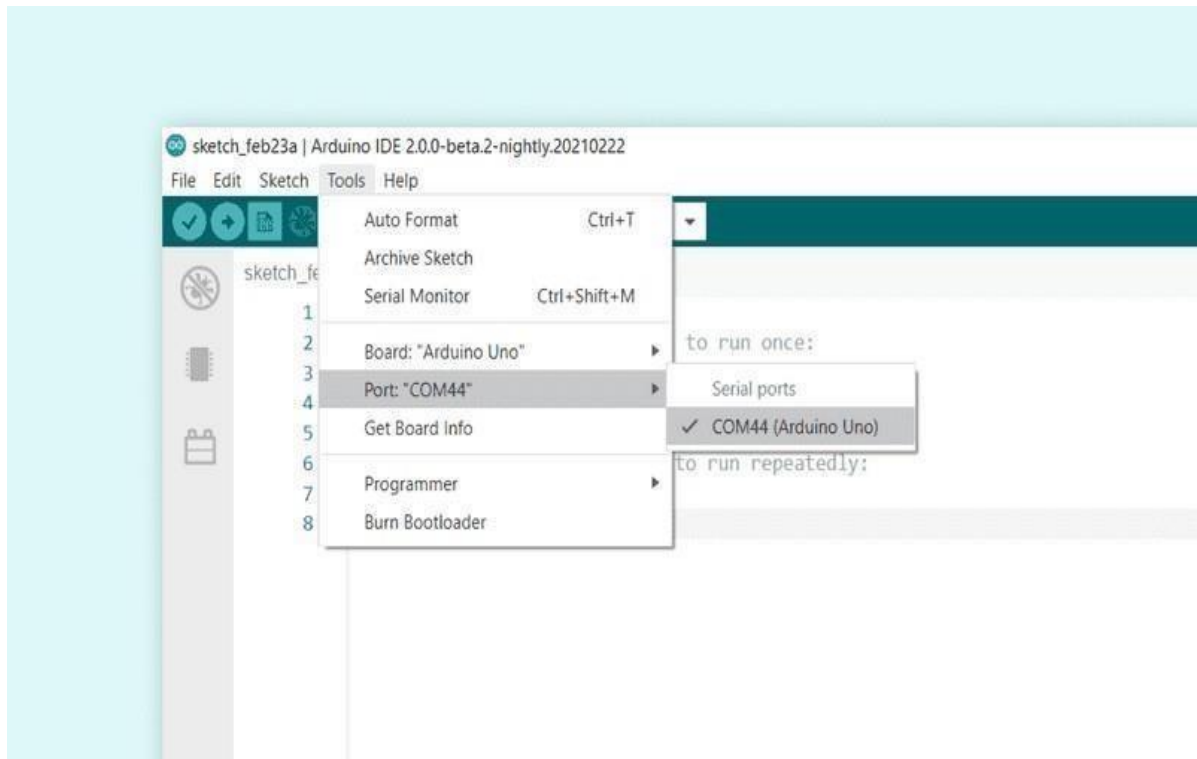 sketch_feb23a | Arduino IDE 2.0.0-beta.2-nightly.20210222
File Edit Sketch Tools Help
Auto Format Ctrl+T
Archive Sketch
sketch_fe
Serial Monitor Ctrl+Shift+M
1
2 Board: "Arduino Uno" to run once:
3
Port: "COM44" Serial ports
4
5 Get Board Info COM44 (Arduino Uno)
6 to run repeatedly:
7 Programmer
8 Burn Bootloader